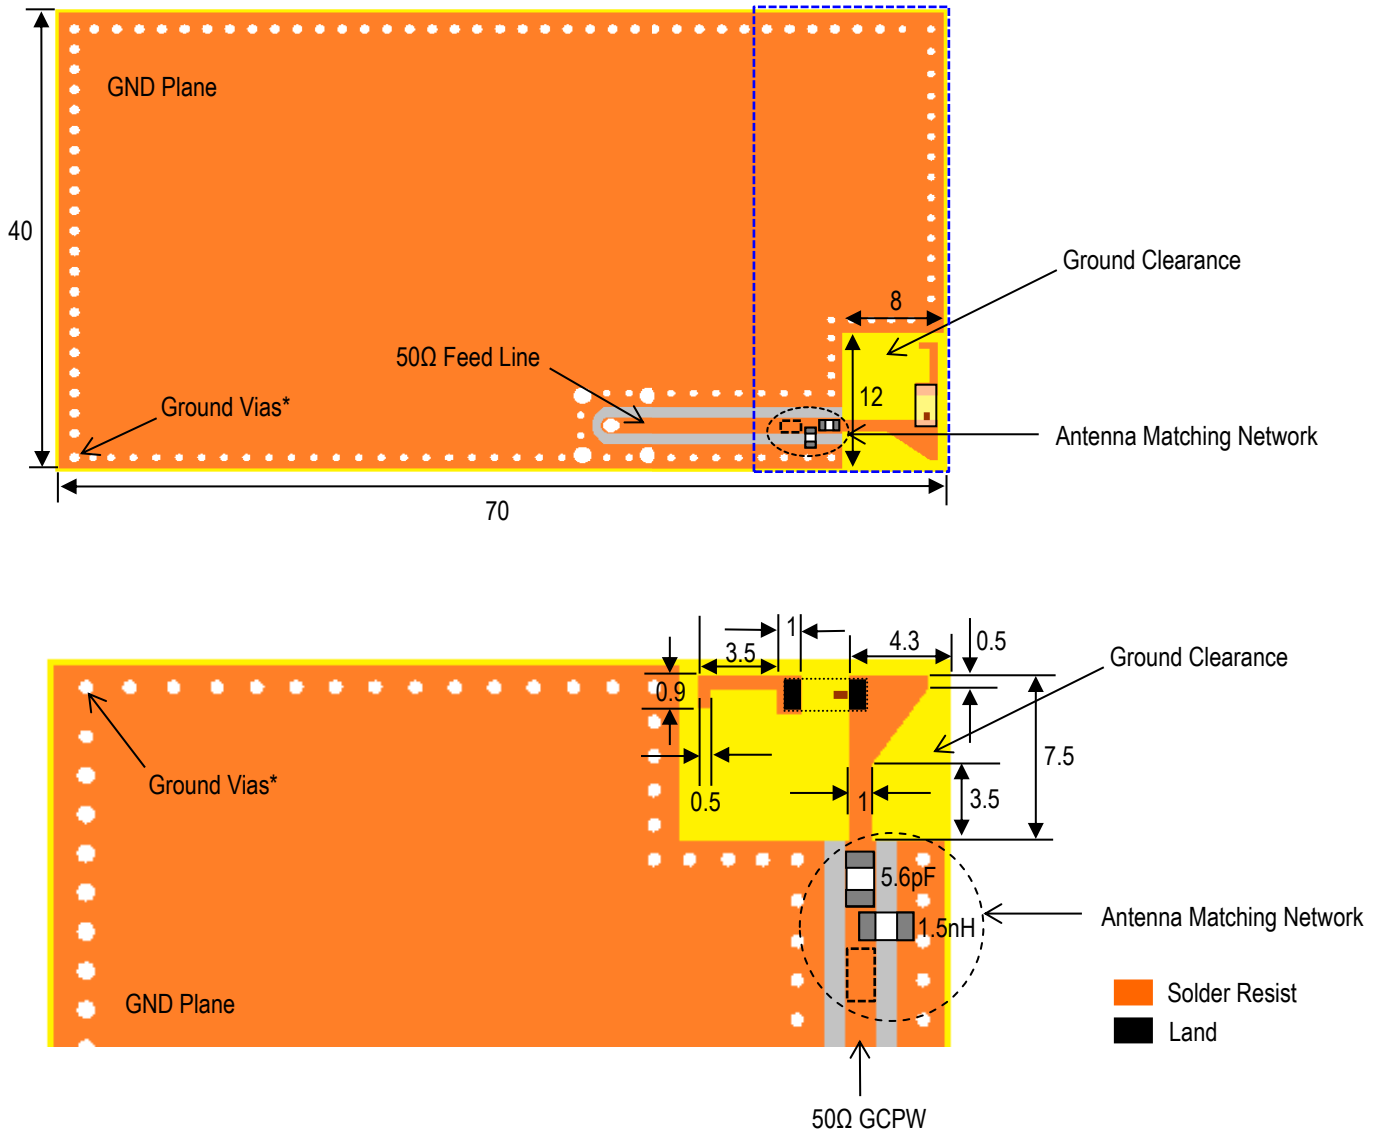 GND Plane
40
Ground Clearance
8
50Ω Feed Line
12
Ground Vias*
Antenna Matching Network
70
1
4.3
0.5
3.5
Ground Clearance
0.9
7.5
Ground Vias*
0.5
1
3.5
5.6pF
1.5nH
Antenna Matching Network
GND Plane
Solder Resist
Land
50Ω GCPW